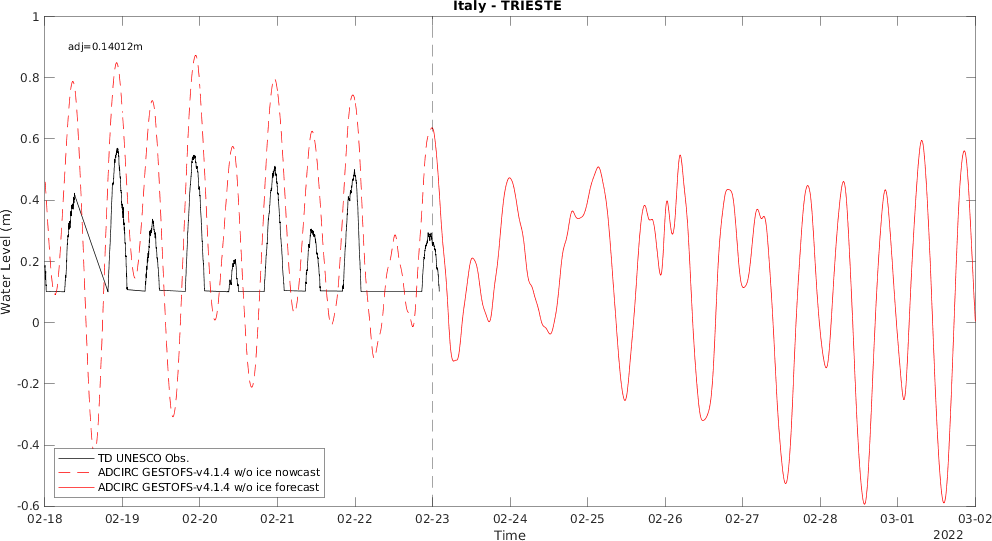 Italy - TRIESTE
adj=0.14012m
1
0.8
0.6
0.4
0.2
0
-0.2
-0.4
-0.6
Water Level (m)
TD UNESCO Obs.
ADCIRC GESTOFS-v4.1.4 w/o ice nowcast
ADCIRC GESTOFS-v4.1.4 w/o ice forecast
02-18 02-19 02-20 02-21 02-22 02-23 02-24 02-25 02-26 02-27 02-28 03-01 03-02
Time
2022